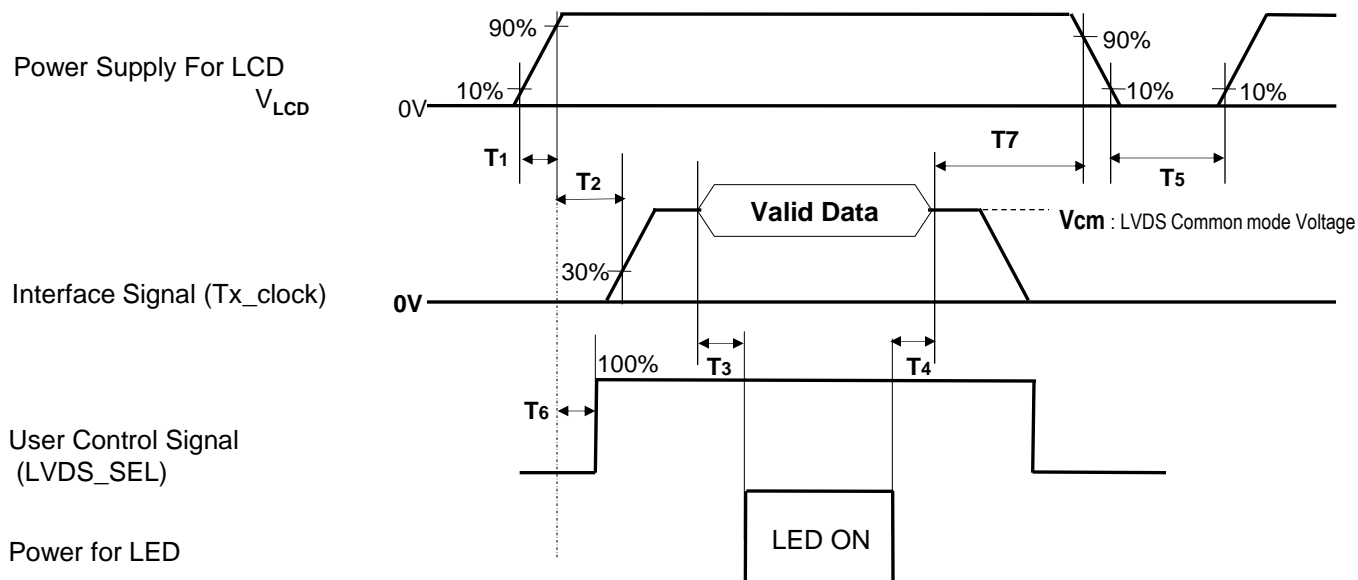 90%
90%
Power Supply For LCD
VLCD
10%
10%
10%
0V
T1
T2
T7
T5
Valid Data
Vcm : LVDS Common mode Voltage
30%
Interface Signal (Tx_clock)
0V
T3
T4
100%
T6
User Control Signal
(LVDS_SEL)
LED ON
Power for LED